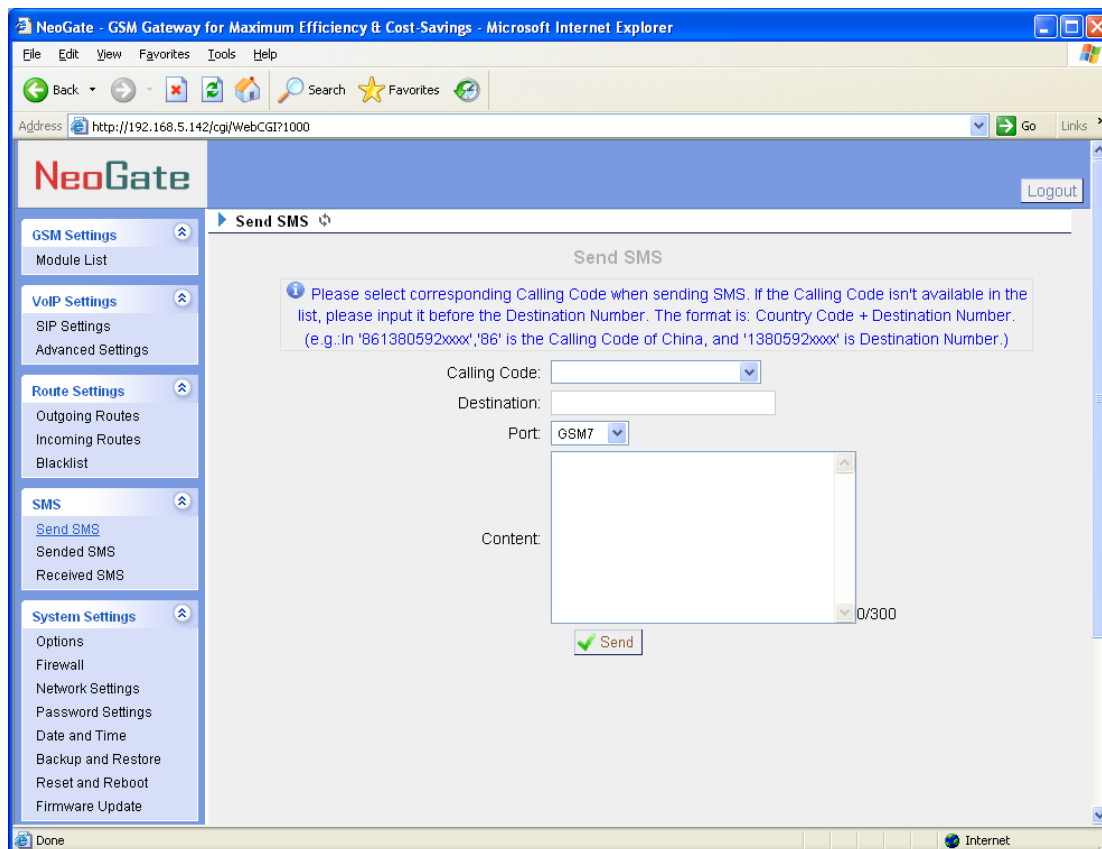 NeoGate - GSM Gateway for Maximum Efficiency & Cost-Savings - Microsoft Internet Explorer
File Edit View Favorites Tools Help
Back Search Favorites
Address http://192.168.5.142/cgi/WebCGI?1000 Go Links
NeoGate
Logout
Send SMS
GSM Settings
Module List
VoIP Settings
SIP Settings
Advanced Settings
Route Settings
Outgoing Routes
Incoming Routes
Blacklist
SMS
Send SMS
Sended SMS
Received SMS
System Settings
Options
Firewall
Network Settings
Password Settings
Date and Time
Backup and Restore
Reset and Reboot
Firmware Update
Send SMS
Please select corresponding Calling Code when sending SMS. If the Calling Code isn't available in the
list, please input it before the Destination Number. The format is: Country Code + Destination Number.
(e.g.:In '861380592xxxx','86' is the Calling Code of China, and '1380592xxxx' is Destination Number.)
Calling Code:
Destination:
Port: GSM7
Content:
0/300
Send
Done Internet